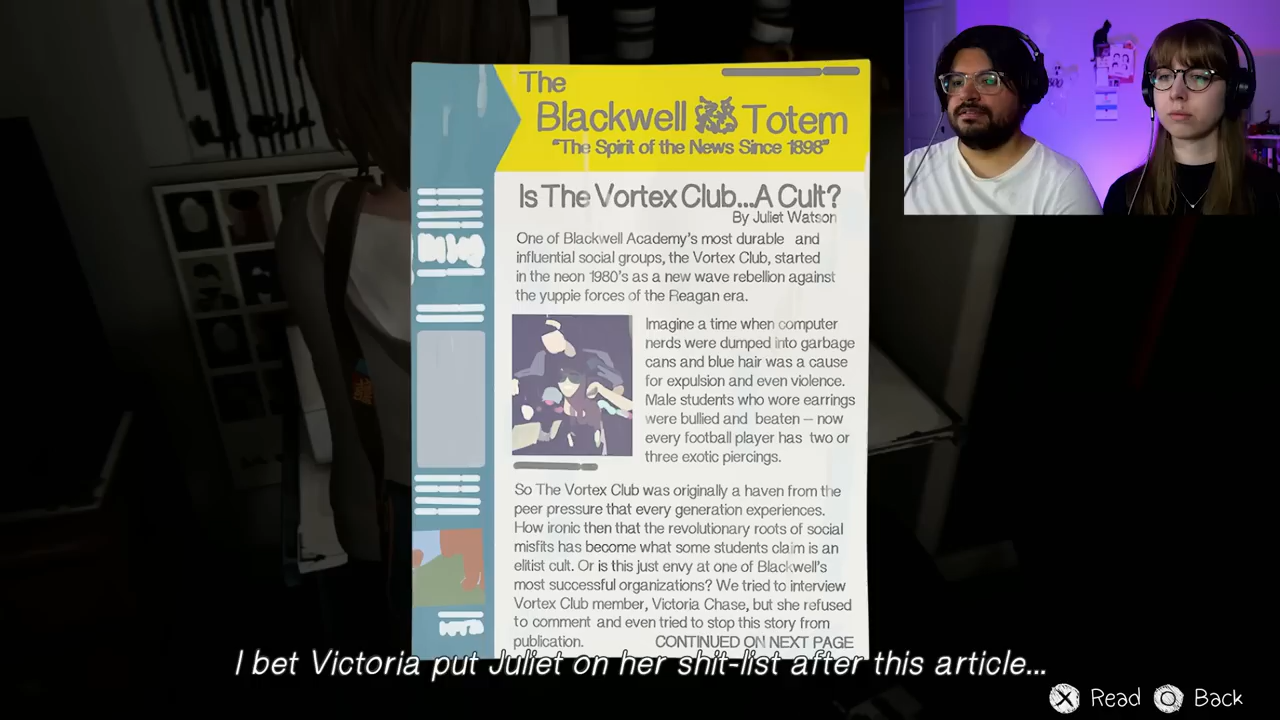 The
Blackwell Totem
“The Spirit of the News Since 1898”
Is The Vortex Club...A Cult?
By Juliet Watson
One of Blackwell Academy's most durable and
influential social groups, the Vortex Club, started
in the neon 1980's as a new wave rebellion against
the yuppie forces of the Reagan era.
Imagine a time when computer
nerds were dumped into garbage
cans and blue hair was a cause
for expulsion and even violence.
Male students who wore earrings
were bullied and beaten – now
every football player has two or
three exotic piercings.
So The Vortex Club was originally a haven from the
peer pressure that every generation experiences.
How ironic then that the revolutionary roots of social
misfits has become what some students claim is an
elitist cult. Or is this just envy at one of Blackwell's
most successful organizations? We tried to interview
Vortex Club member, Victoria Chase, but she refused
to comment and even tried to stop this story from
publication. CONTINUED ON NEXT PAGE
I bet Victoria put Juliet on her shit-list after this article...
Read Back